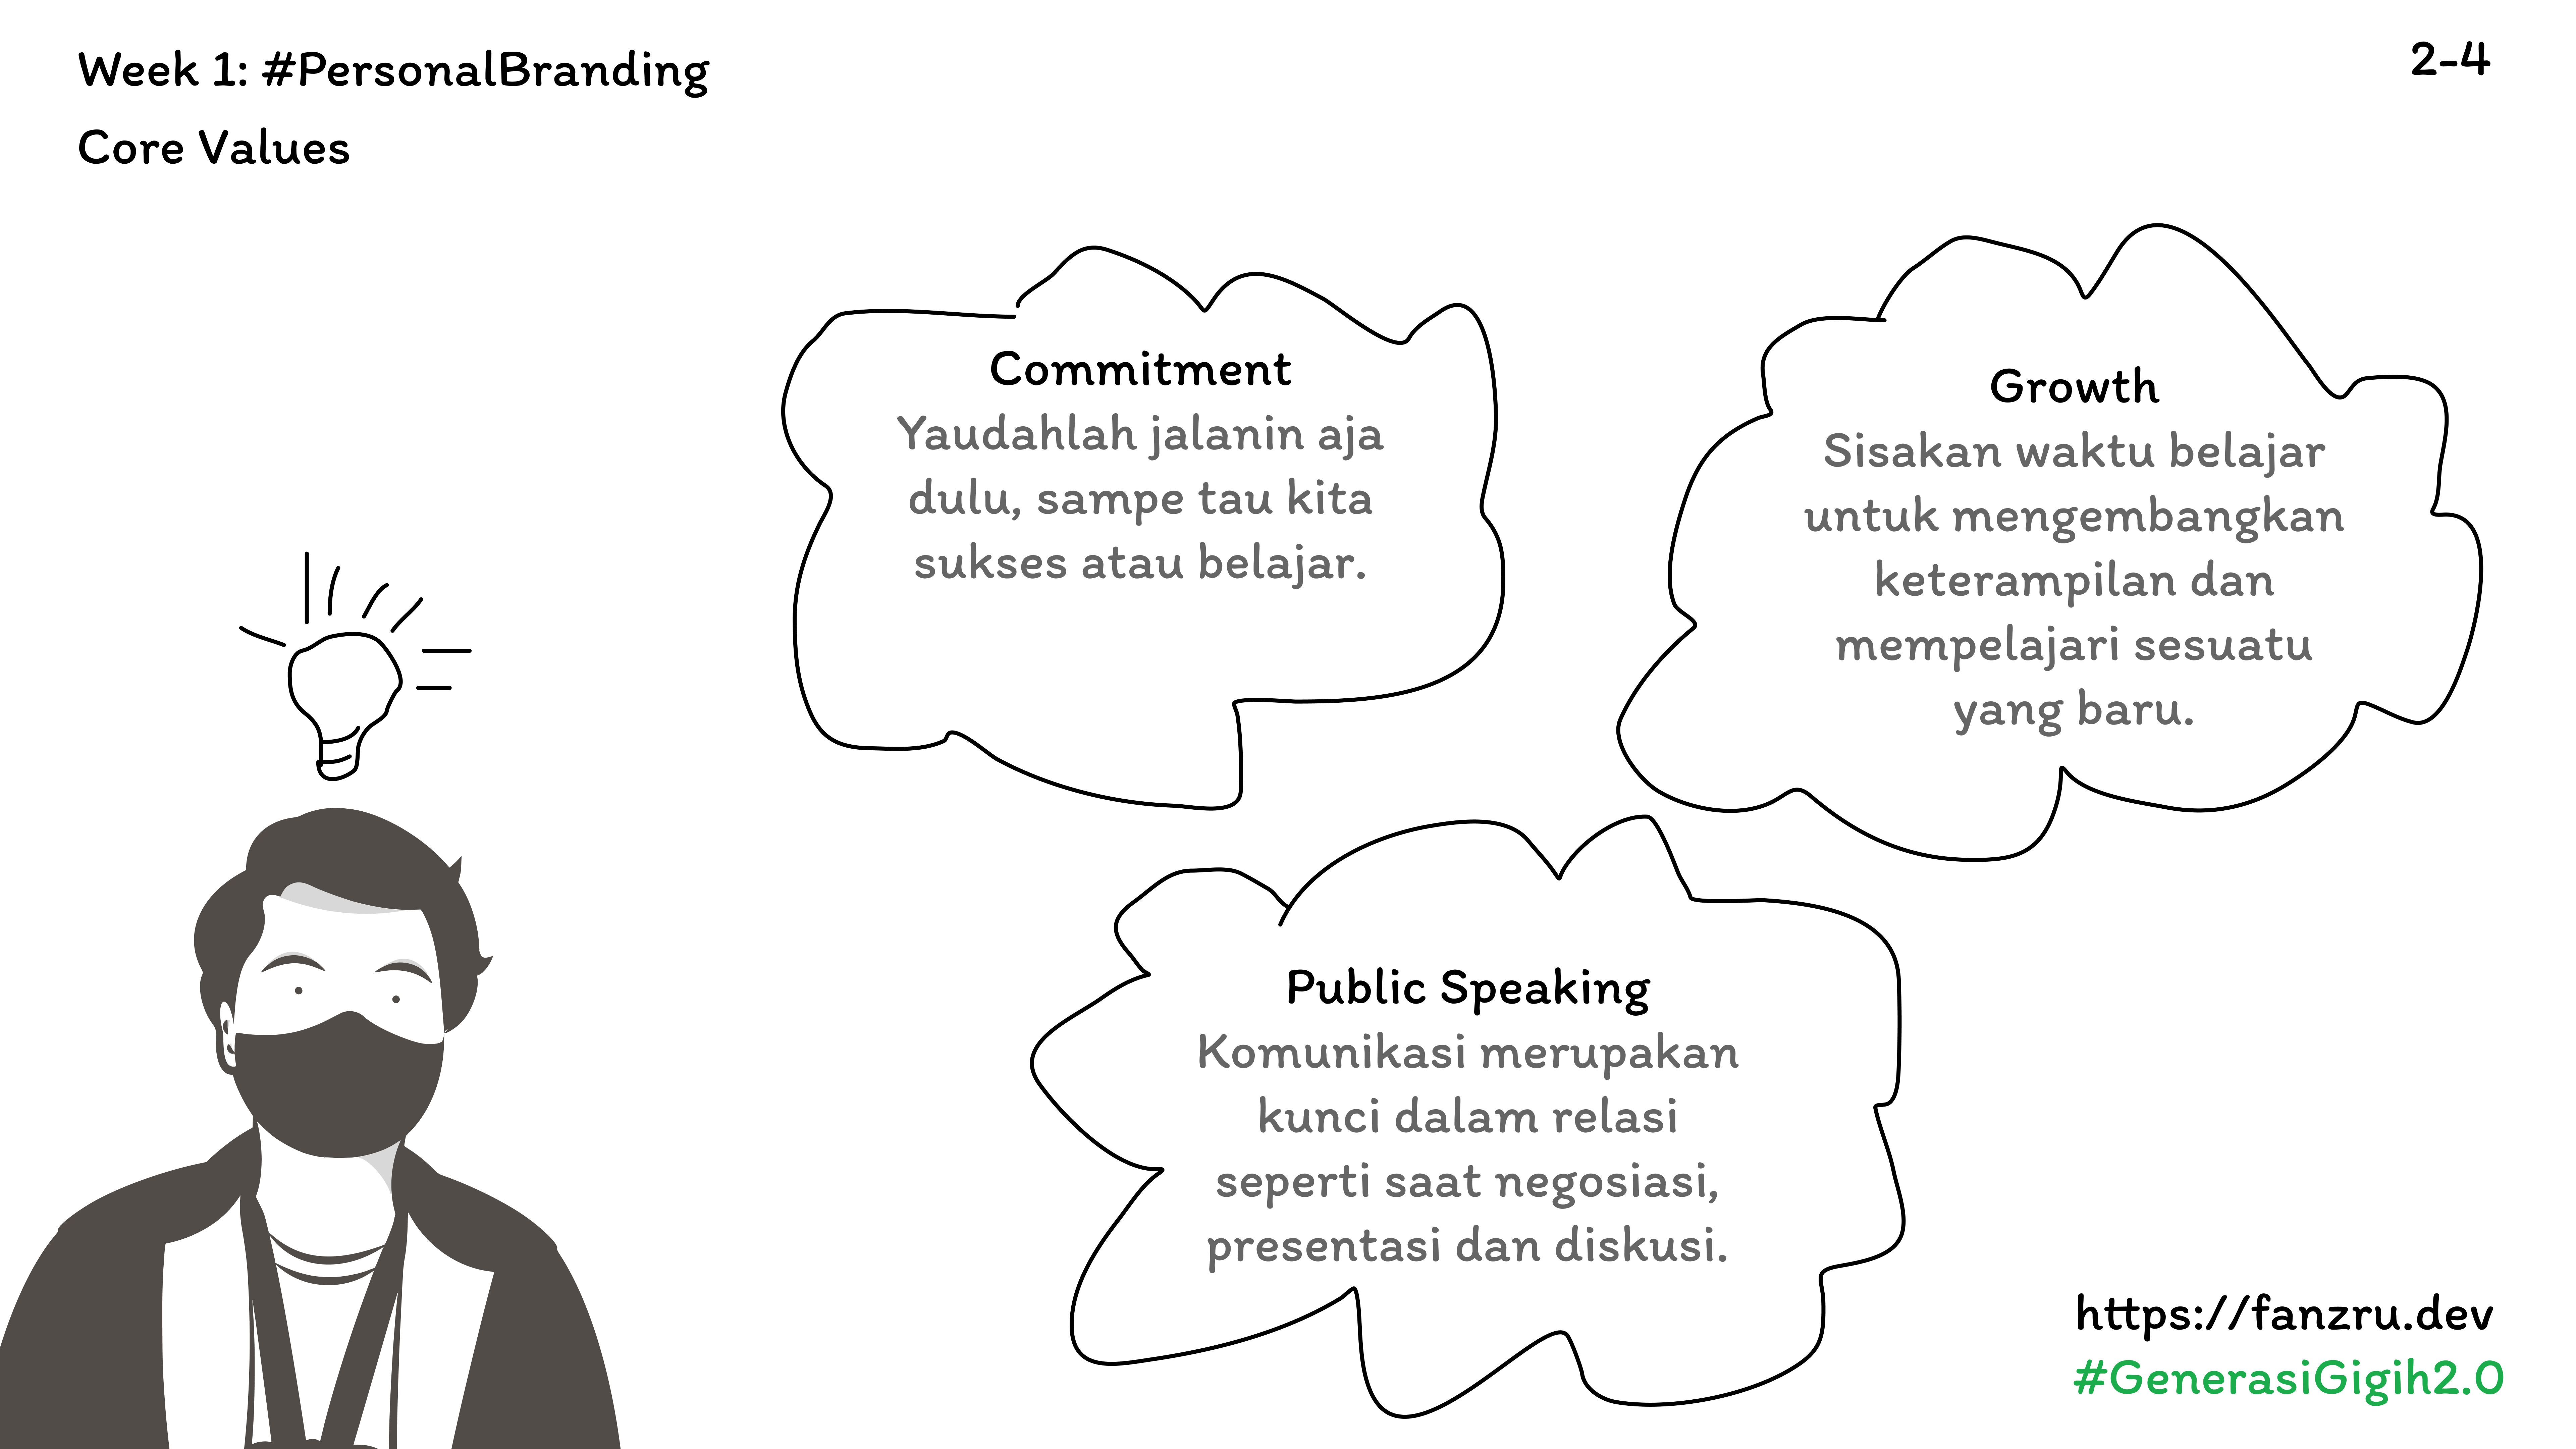 Week 1: #PersonalBranding
Core Values
2-4
Commitment
Yaudahlah jalanin aja
dulu, sampe tau kita
sukses atau belajar.
Growth
Sisakan waktu belajar
untuk mengembangkan
keterampilan dan
mempelajari sesuatu
yang baru.
Public Speaking
Komunikasi merupakan
kunci dalam relasi
seperti saat negosiasi,
presentasi dan diskusi.
https://fanzru.dev
#GenerasiGigih2.0